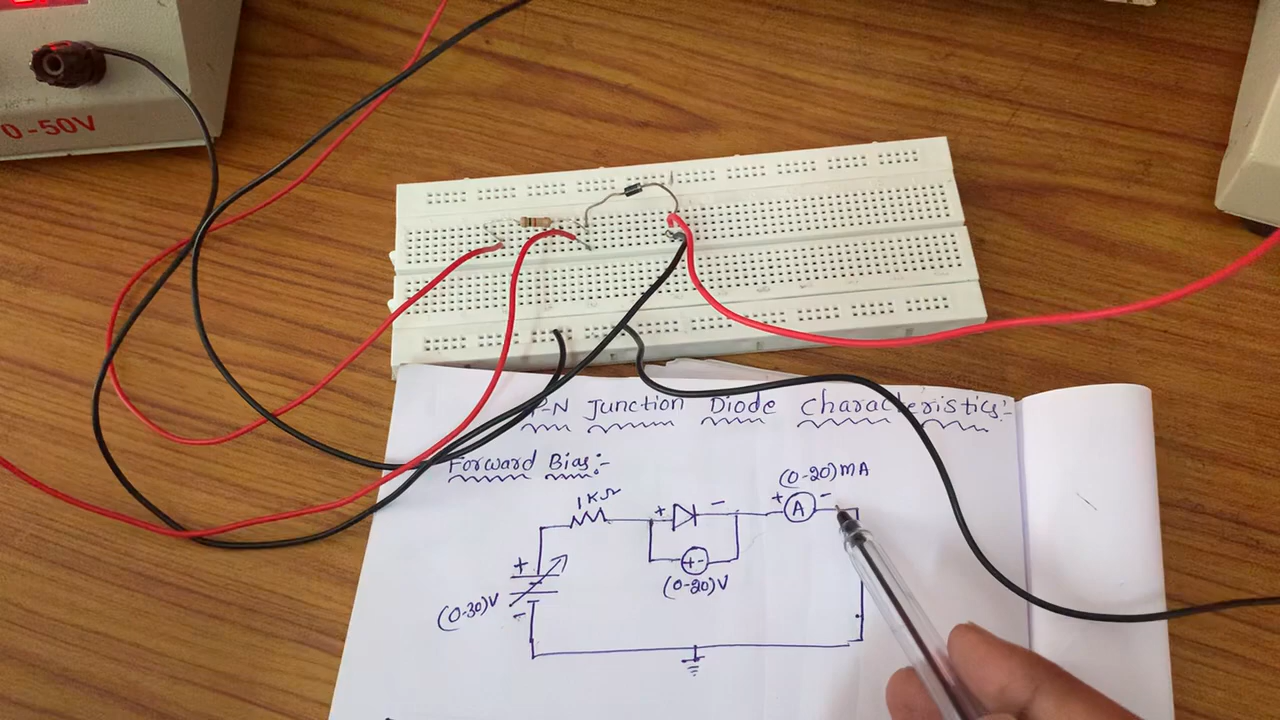 0-50V
P-N Junction Diode Characteristics:-
Forward Bias:-
(0-20)mA
1KΩ
+ - + A -
+ -
+
(0-20)V
(0-30)V
-